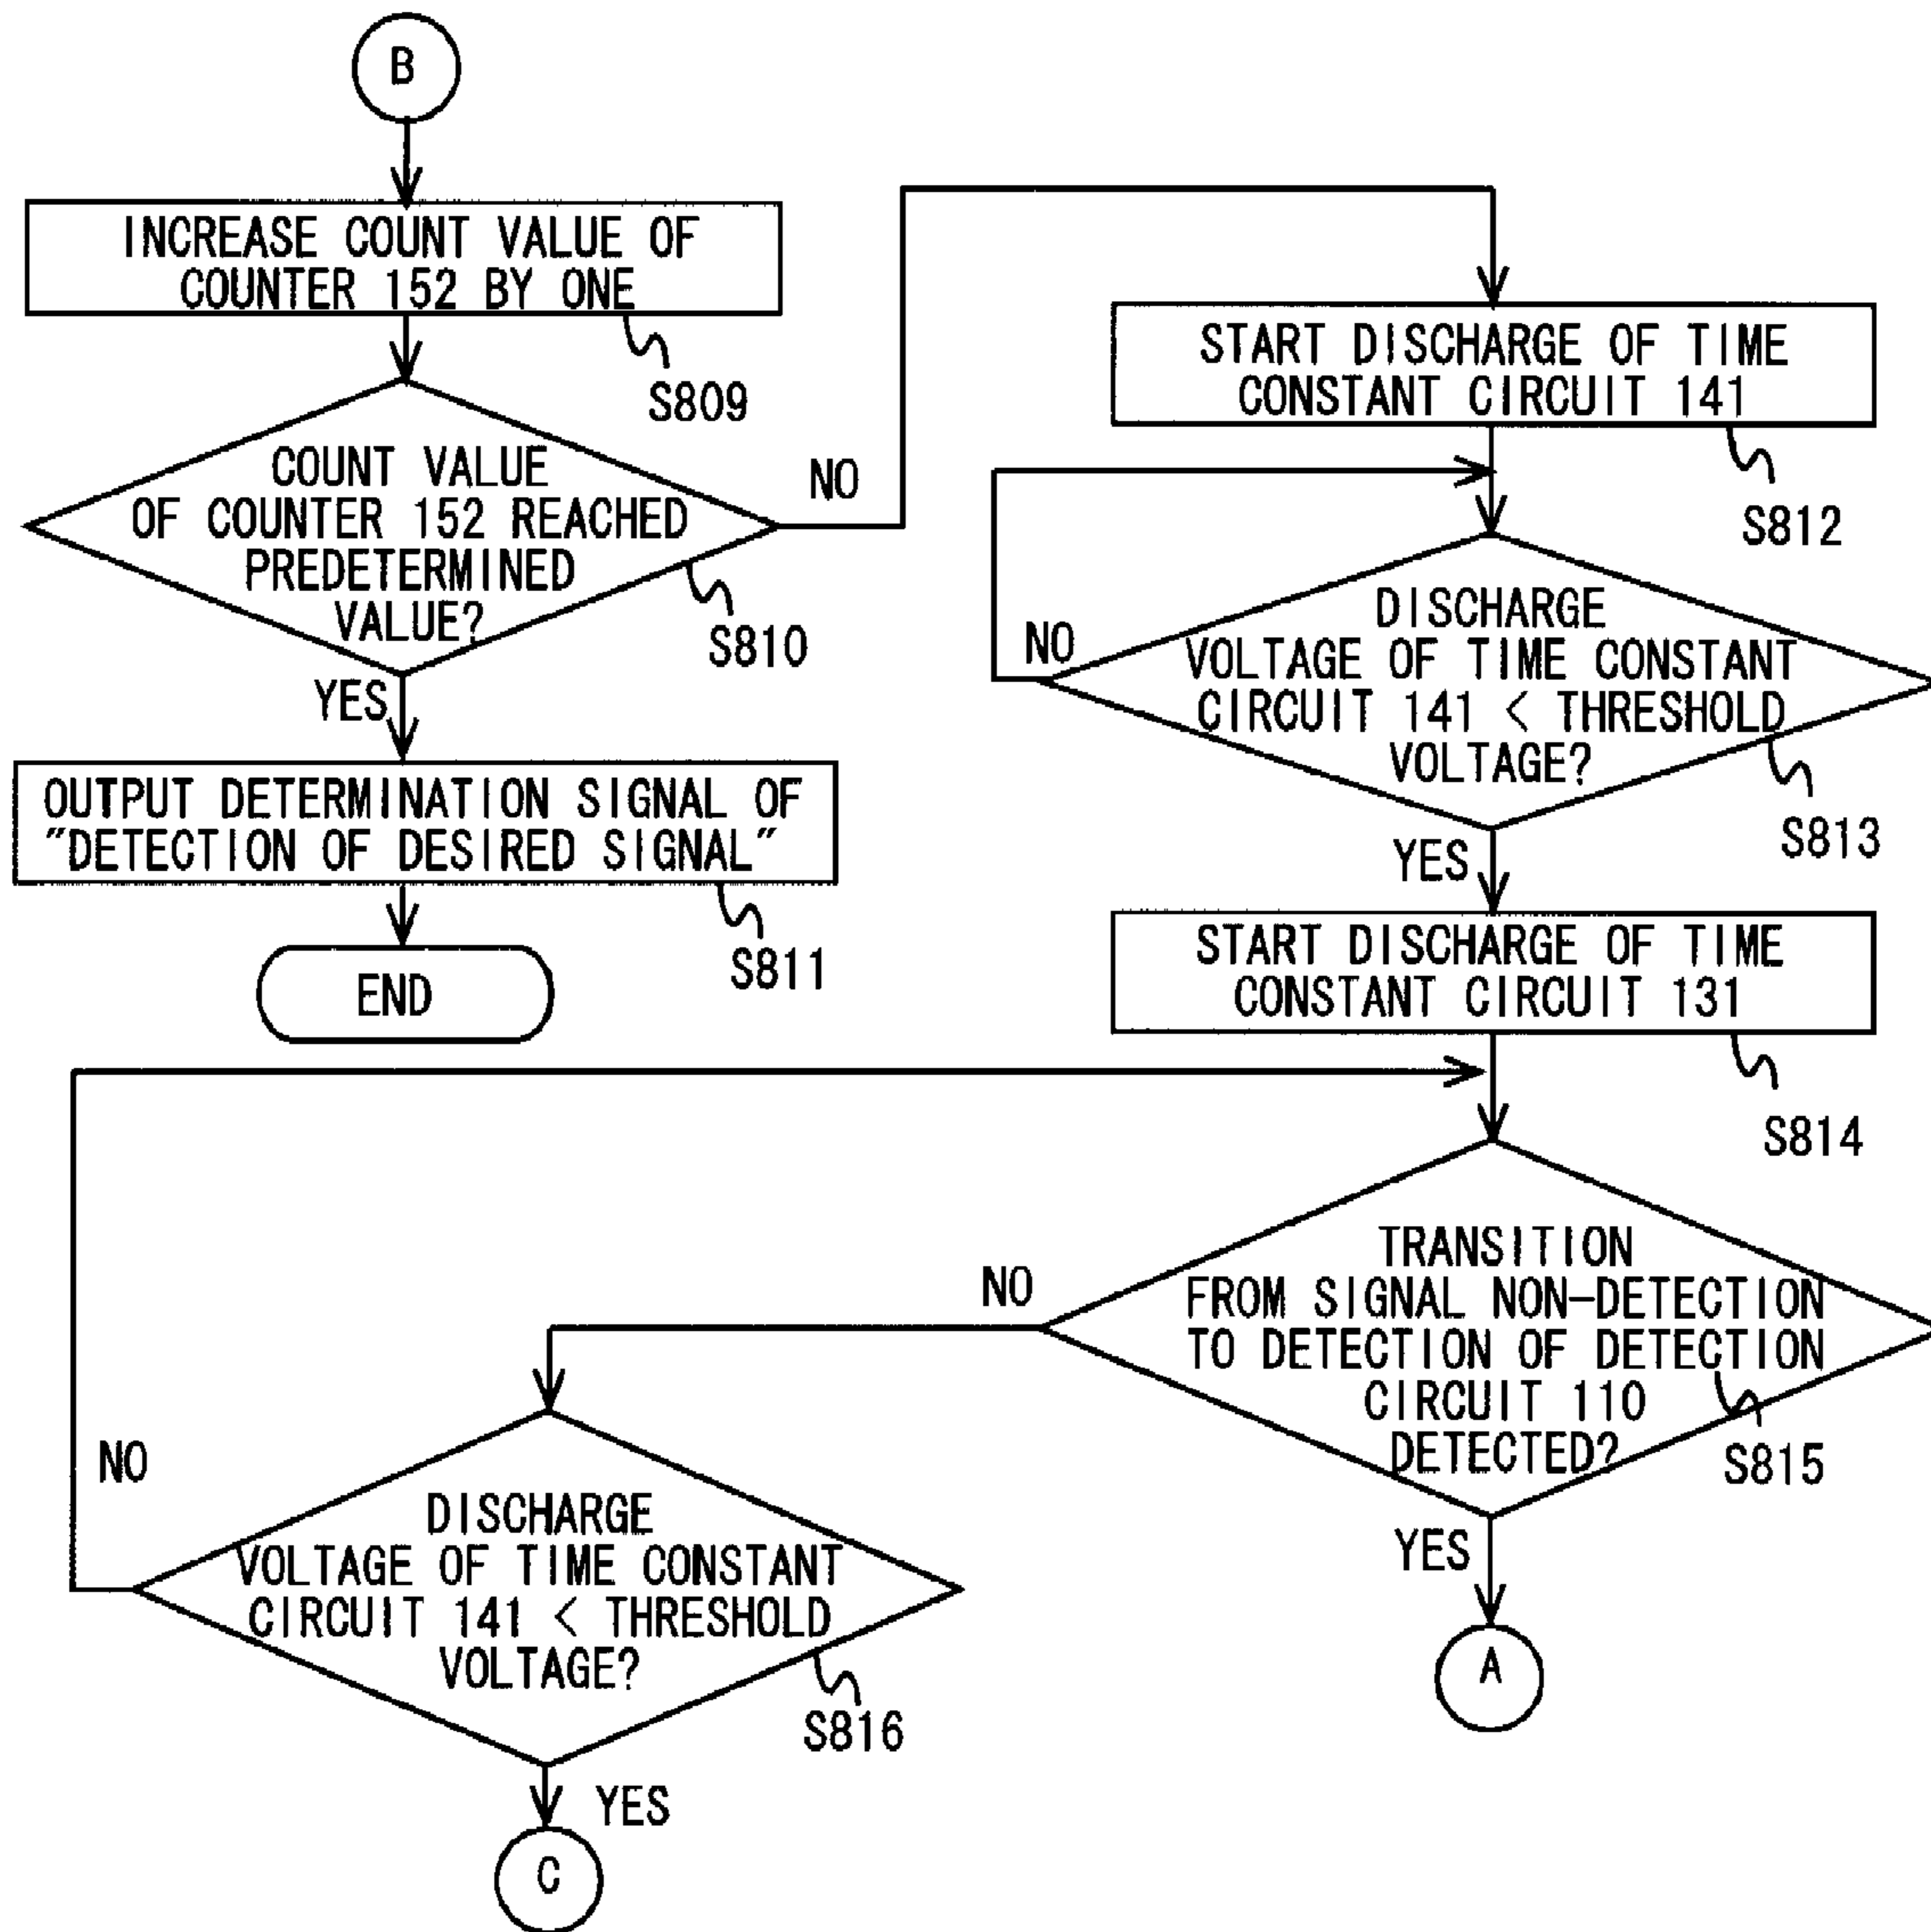 B
INCREASE COUNT VALUE OF
COUNTER 152 BY ONE
S809
COUNT VALUE
OF COUNTER 152 REACHED
PREDETERMINED
VALUE?
NO
S810
YES
OUTPUT DETERMINATION SIGNAL OF
"DETECTION OF DESIRED SIGNAL"
S811
END
START DISCHARGE OF TIME
CONSTANT CIRCUIT 141
S812
DISCHARGE
VOLTAGE OF TIME CONSTANT
CIRCUIT 141 < THRESHOLD
VOLTAGE?
NO
S813
YES
START DISCHARGE OF TIME
CONSTANT CIRCUIT 131
S814
TRANSITION
FROM SIGNAL NON-DETECTION
TO DETECTION OF DETECTION
CIRCUIT 110
DETECTED?
NO
S815
YES
A
DISCHARGE
VOLTAGE OF TIME CONSTANT
CIRCUIT 141 < THRESHOLD
VOLTAGE?
NO
S816
YES
C